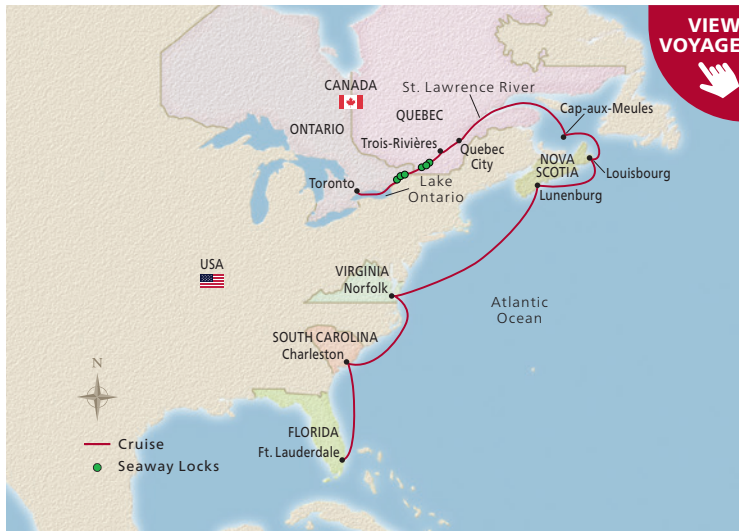 VIEW
VOYAGE
CANADA
St. Lawrence River
Cap-aux-Meules
QUEBEC
ONTARIO
Trois-Rivières
Quebec
City
NOVA
SCOTIA
Louisbourg
Toronto
Lake
Ontario
Lunenburg
USA
VIRGINIA
Norfolk
Atlantic
Ocean
SOUTH CAROLINA
Charleston
N
FLORIDA
Ft. Lauderdale
Cruise
Seaway Locks